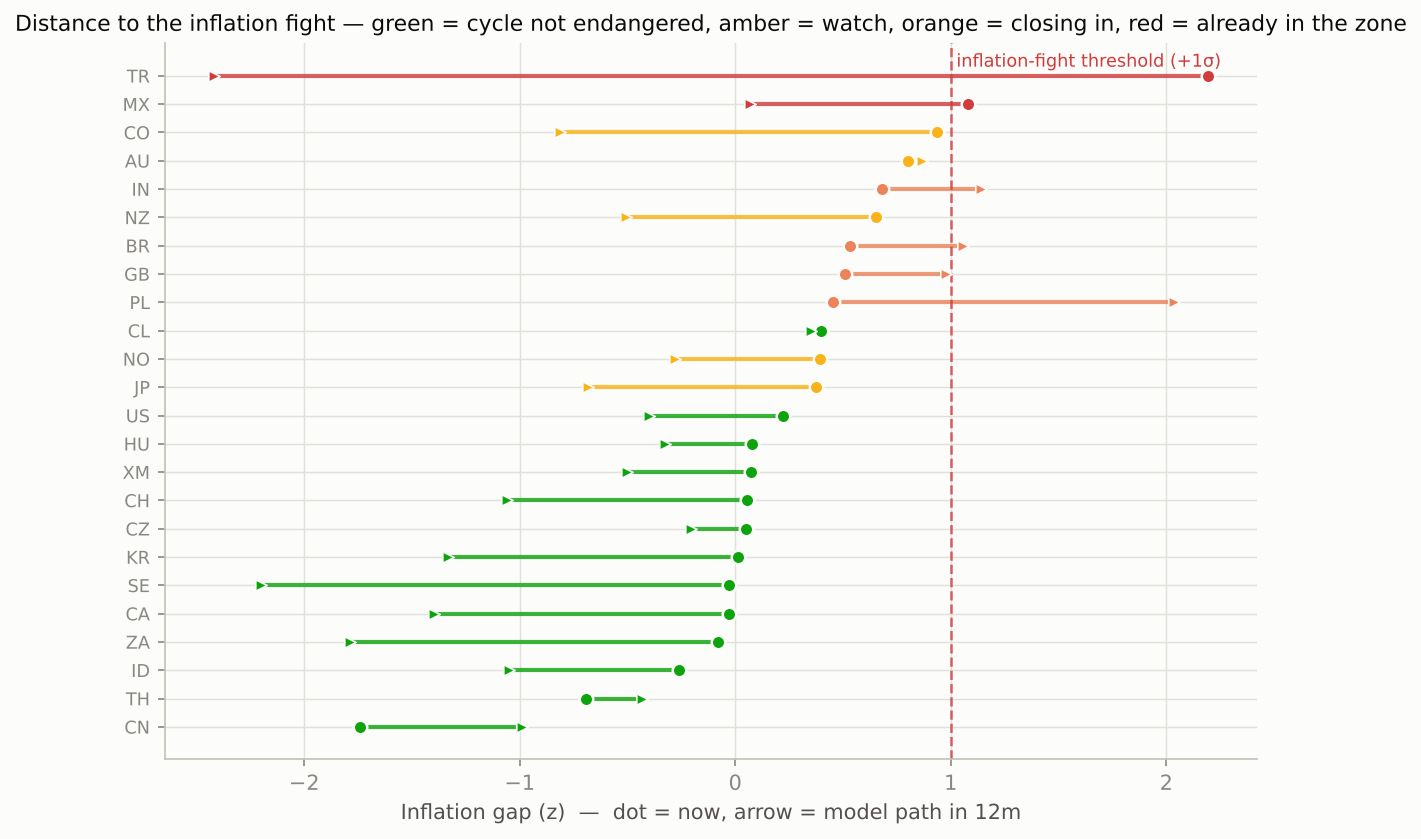 Distance to the inflation fight — green = cycle not endangered, amber = watch, orange = closing in, red = already in the zone
inflation-fight threshold (+1σ)
TR
MX
CO
AU
IN
NZ
BR
GB
PL
CL
NO
JP
US
HU
XM
CH
CZ
KR
SE
CA
ZA
ID
TH
CN
−2 −1 0 1 2
Inflation gap (z) — dot = now, arrow = model path in 12m